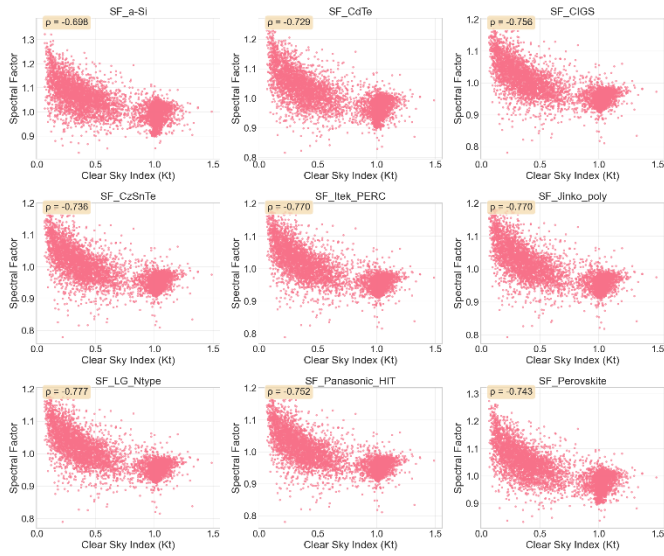 SF_a-Si
ρ = -0.698
Spectral Factor
1.3
1.2
1.1
1.0
0.9
0.0 0.5 1.0 1.5
Clear Sky Index (Kt)
SF_CdTe
ρ = -0.729
Spectral Factor
1.2
1.1
1.0
0.9
0.8
0.0 0.5 1.0 1.5
Clear Sky Index (Kt)
SF_CIGS
ρ = -0.756
Spectral Factor
1.2
1.1
1.0
0.9
0.8
0.0 0.5 1.0 1.5
Clear Sky Index (Kt)
SF_CzSnTe
ρ = -0.736
Spectral Factor
1.2
1.1
1.0
0.9
0.8
0.0 0.5 1.0 1.5
Clear Sky Index (Kt)
SF_Itek_PERC
ρ = -0.770
Spectral Factor
1.2
1.1
1.0
0.9
0.8
0.0 0.5 1.0 1.5
Clear Sky Index (Kt)
SF_Jinko_poly
ρ = -0.770
Spectral Factor
1.2
1.1
1.0
0.9
0.8
0.0 0.5 1.0 1.5
Clear Sky Index (Kt)
SF_LG_Ntype
ρ = -0.777
Spectral Factor
1.2
1.1
1.0
0.9
0.8
0.0 0.5 1.0 1.5
Clear Sky Index (Kt)
SF_Panasonic_HIT
ρ = -0.752
Spectral Factor
1.2
1.1
1.0
0.9
0.8
0.0 0.5 1.0 1.5
Clear Sky Index (Kt)
SF_Perovskite
ρ = -0.743
Spectral Factor
1.3
1.2
1.1
1.0
0.9
0.0 0.5 1.0 1.5
Clear Sky Index (Kt)